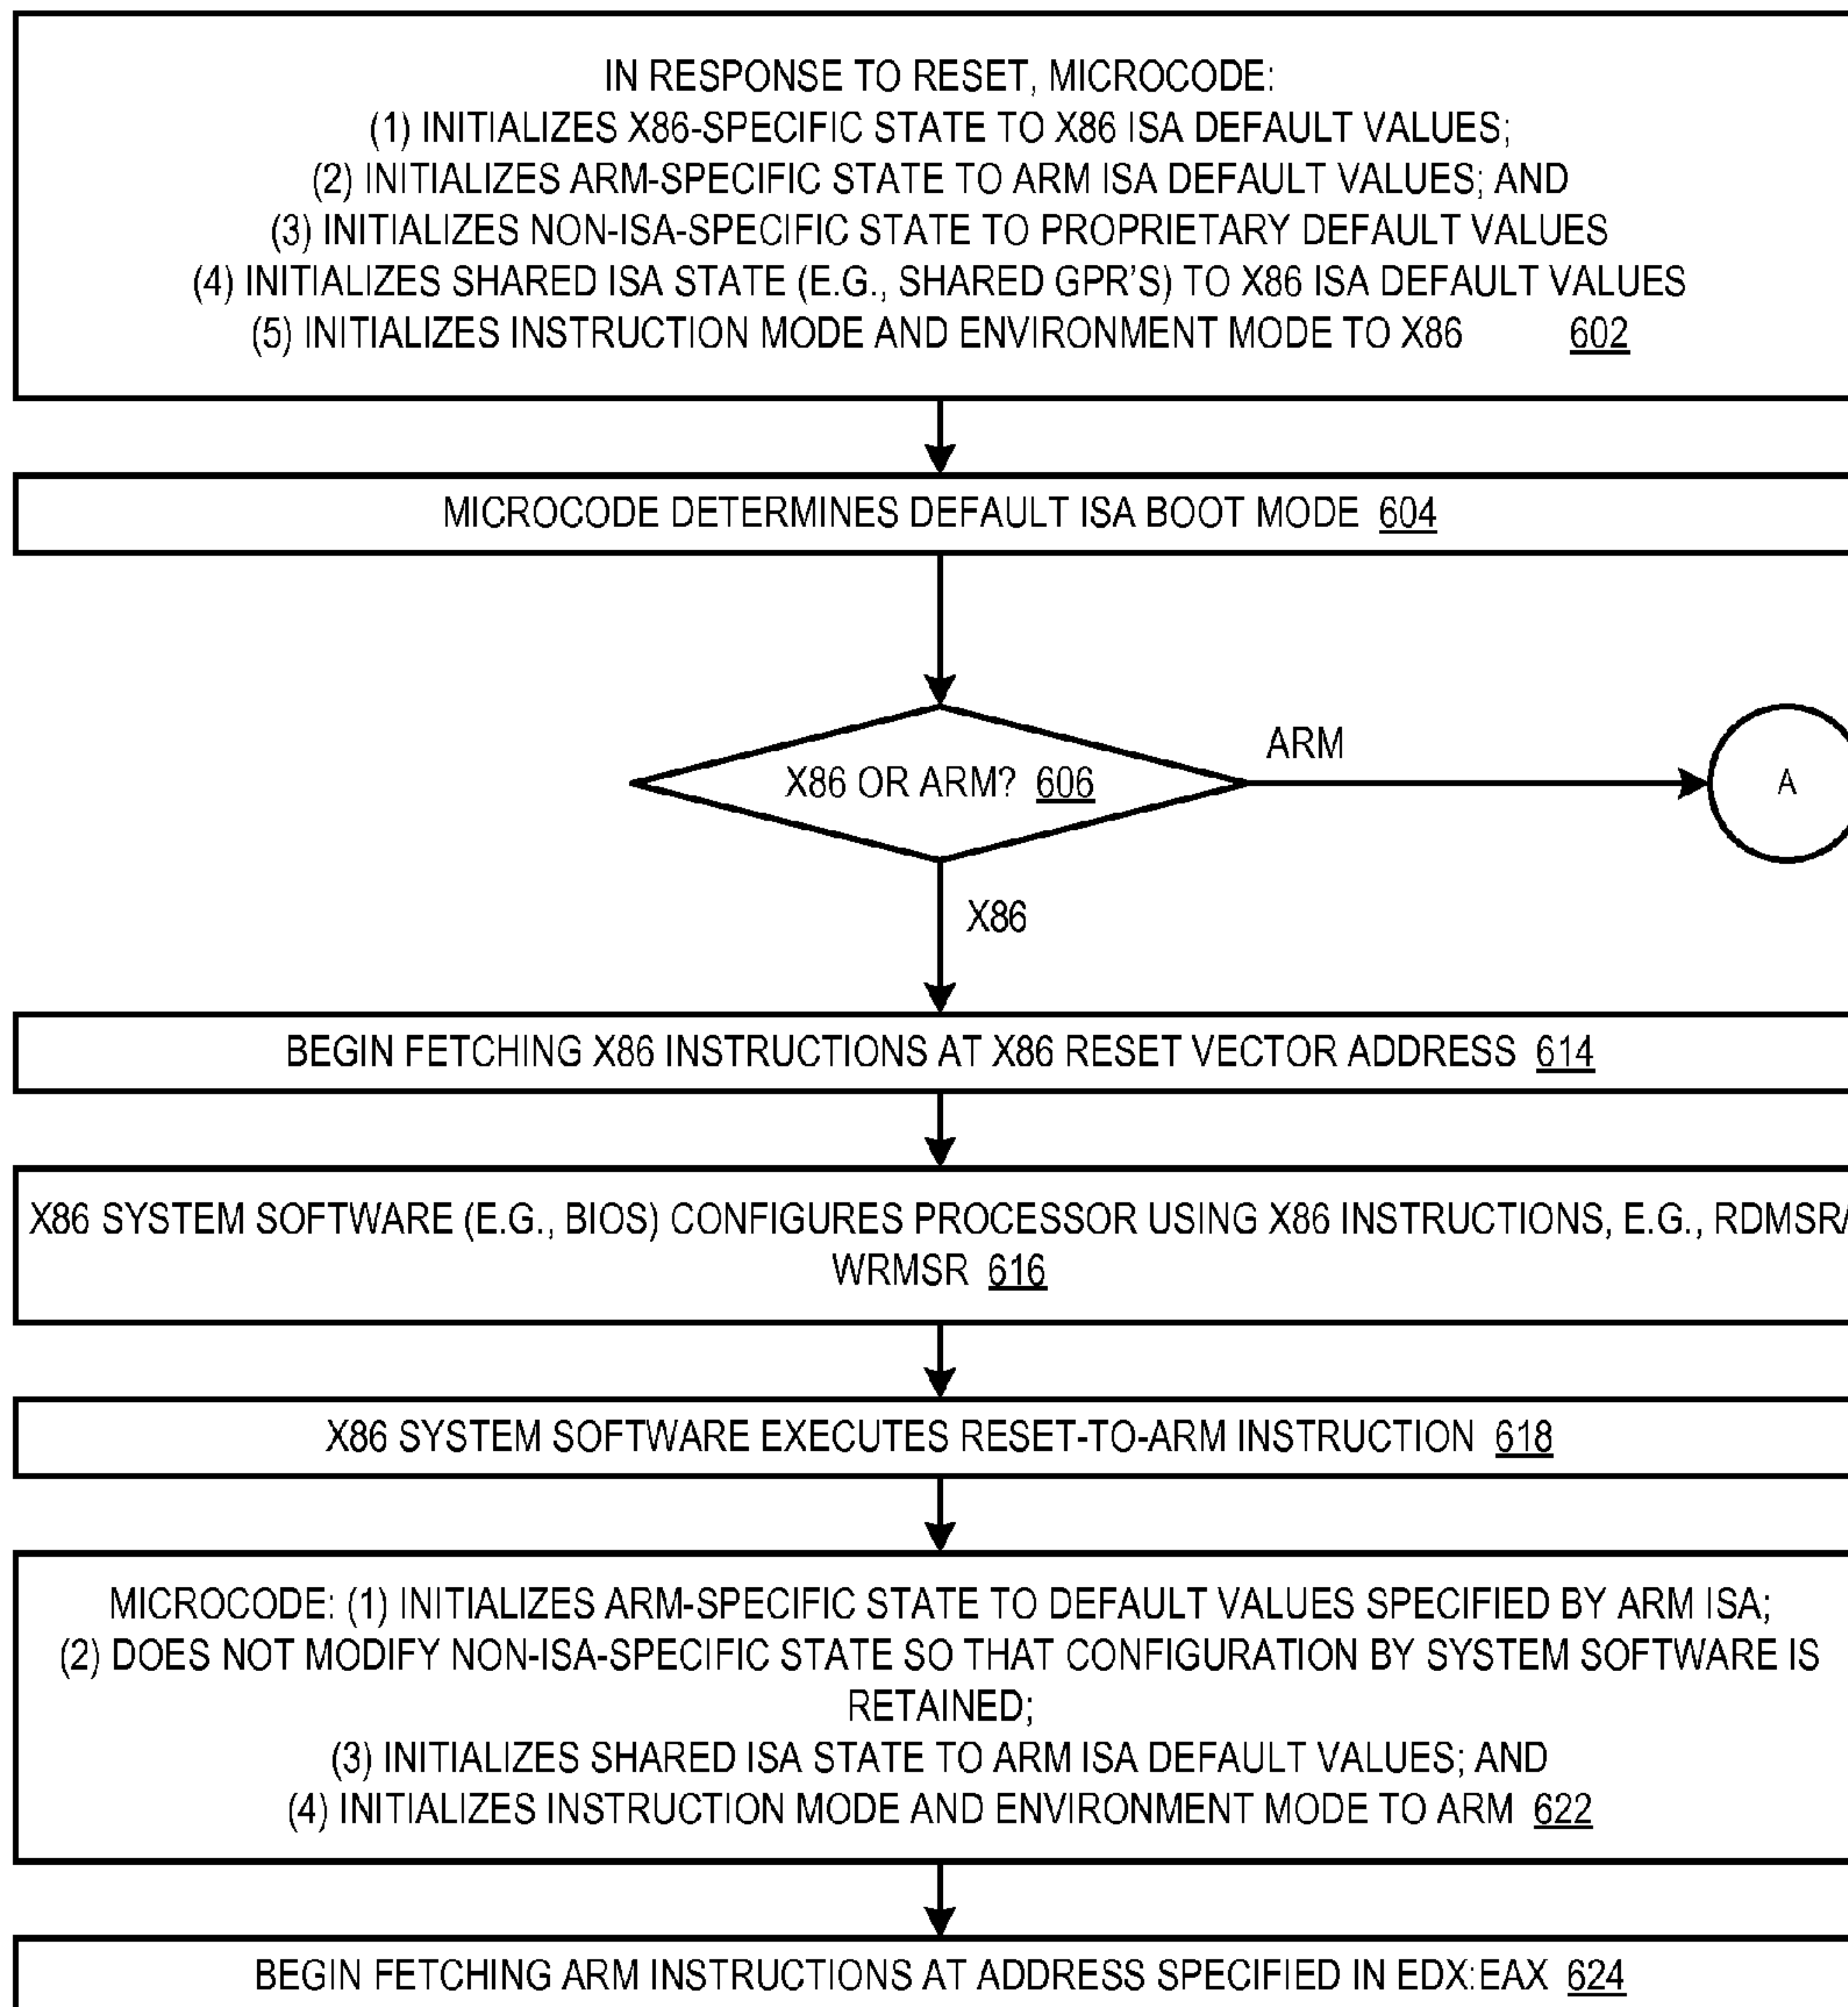 IN RESPONSE TO RESET, MICROCODE:
(1) INITIALIZES X86-SPECIFIC STATE TO X86 ISA DEFAULT VALUES;
(2) INITIALIZES ARM-SPECIFIC STATE TO ARM ISA DEFAULT VALUES; AND
(3) INITIALIZES NON-ISA-SPECIFIC STATE TO PROPRIETARY DEFAULT VALUES
(4) INITIALIZES SHARED ISA STATE (E.G., SHARED GPR'S) TO X86 ISA DEFAULT VALUES
(5) INITIALIZES INSTRUCTION MODE AND ENVIRONMENT MODE TO X86 602
MICROCODE DETERMINES DEFAULT ISA BOOT MODE 604
ARM
X86 OR ARM? 606
A
X86
BEGIN FETCHING X86 INSTRUCTIONS AT X86 RESET VECTOR ADDRESS 614
X86 SYSTEM SOFTWARE (E.G., BIOS) CONFIGURES PROCESSOR USING X86 INSTRUCTIONS, E.G., RDMSR/
WRMSR 616
X86 SYSTEM SOFTWARE EXECUTES RESET-TO-ARM INSTRUCTION 618
MICROCODE: (1) INITIALIZES ARM-SPECIFIC STATE TO DEFAULT VALUES SPECIFIED BY ARM ISA;
(2) DOES NOT MODIFY NON-ISA-SPECIFIC STATE SO THAT CONFIGURATION BY SYSTEM SOFTWARE IS
RETAINED;
(3) INITIALIZES SHARED ISA STATE TO ARM ISA DEFAULT VALUES; AND
(4) INITIALIZES INSTRUCTION MODE AND ENVIRONMENT MODE TO ARM 622
BEGIN FETCHING ARM INSTRUCTIONS AT ADDRESS SPECIFIED IN EDX:EAX 624